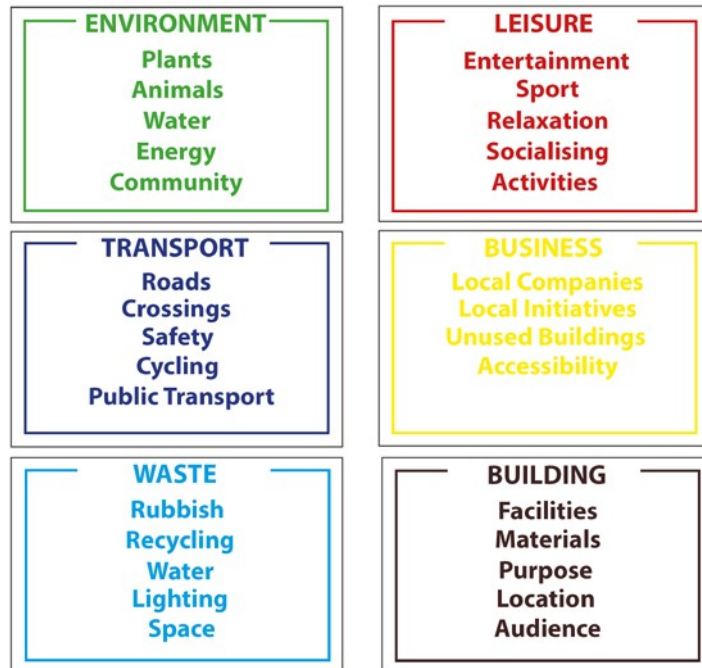 ENVIRONMENT
Plants
Animals
Water
Energy
Community
LEISURE
Entertainment
Sport
Relaxation
Socialising
Activities
TRANSPORT
Roads
Crossings
Safety
Cycling
Public Transport
BUSINESS
Local Companies
Local Initiatives
Unused Buildings
Accessibility
WASTE
Rubbish
Recycling
Water
Lighting
Space
BUILDING
Facilities
Materials
Purpose
Location
Audience